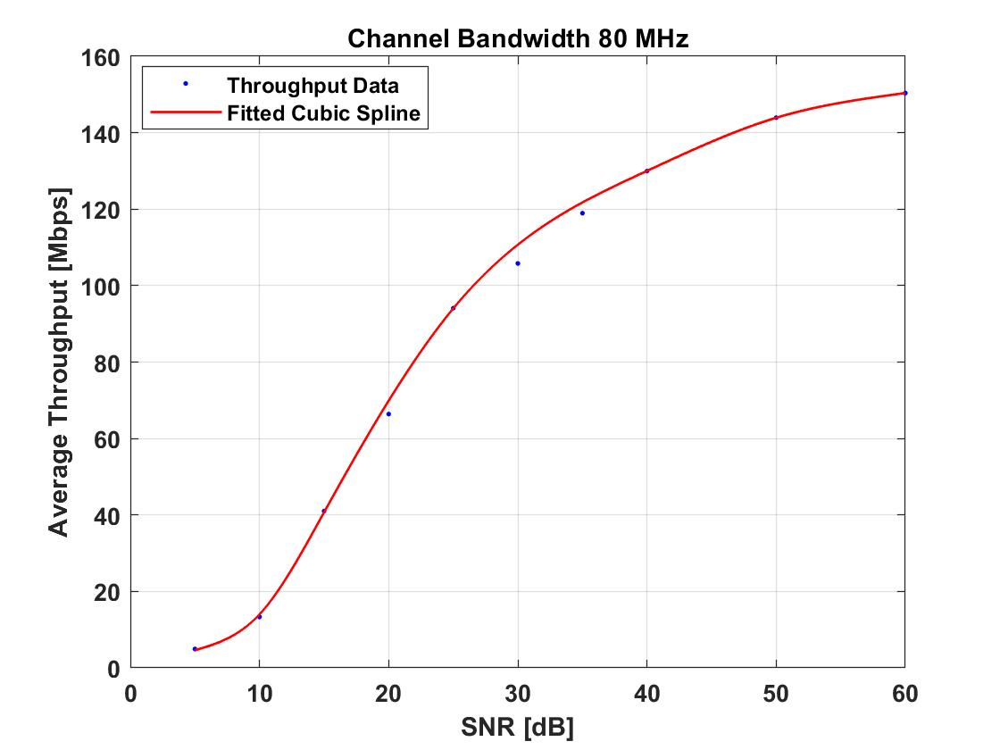 Channel Bandwidth 80 MHz
160
140
120
100
80
60
40
20
0
Average Throughput [Mbps]
Throughput Data
Fitted Cubic Spline
0 10 20 30 40 50 60
SNR [dB]